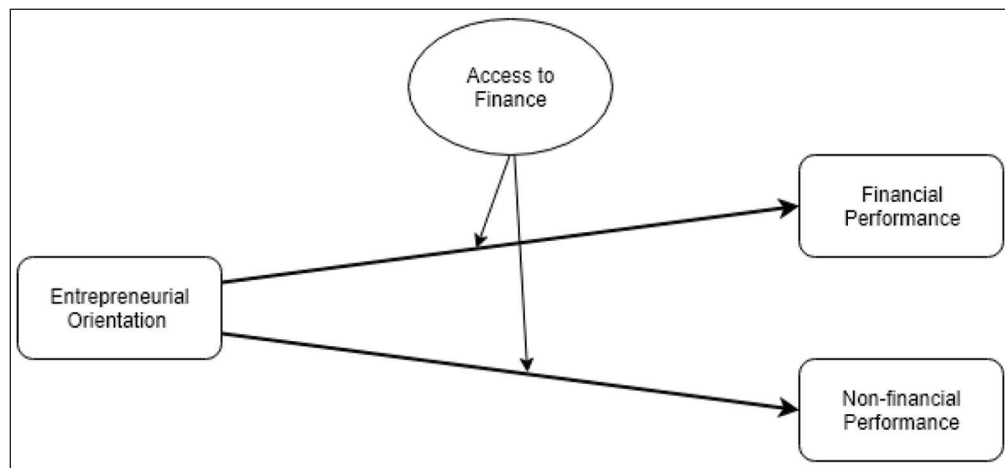 Access to
Finance
Financial
Performance
Entrepreneurial
Orientation
Non-financial
Performance